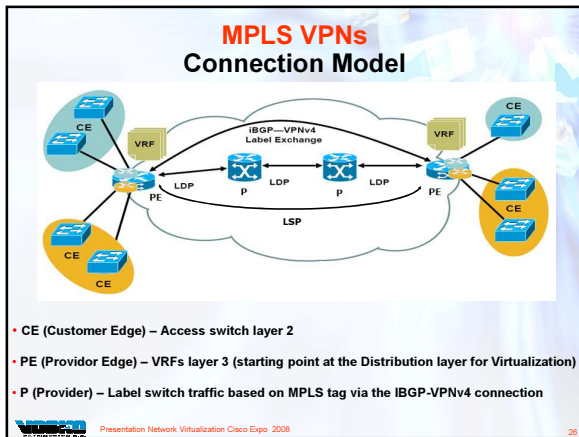 MPLS VPNs
Connection Model
CE
VRF
iBGP—VPNv4
Label Exchange
VRF
CE
LDP
P
LDP
P
LDP
PE
PE
LSP
CE
CE
CE
CE
• CE (Customer Edge) – Access switch layer 2
• PE (Providor Edge) – VRFs layer 3 (starting point at the Distribution layer for Virtualization)
• P (Provider) – Label switch traffic based on MPLS tag via the IBGP-VPNv4 connection
Presentation Network Virtualization Cisco Expo 2008
26